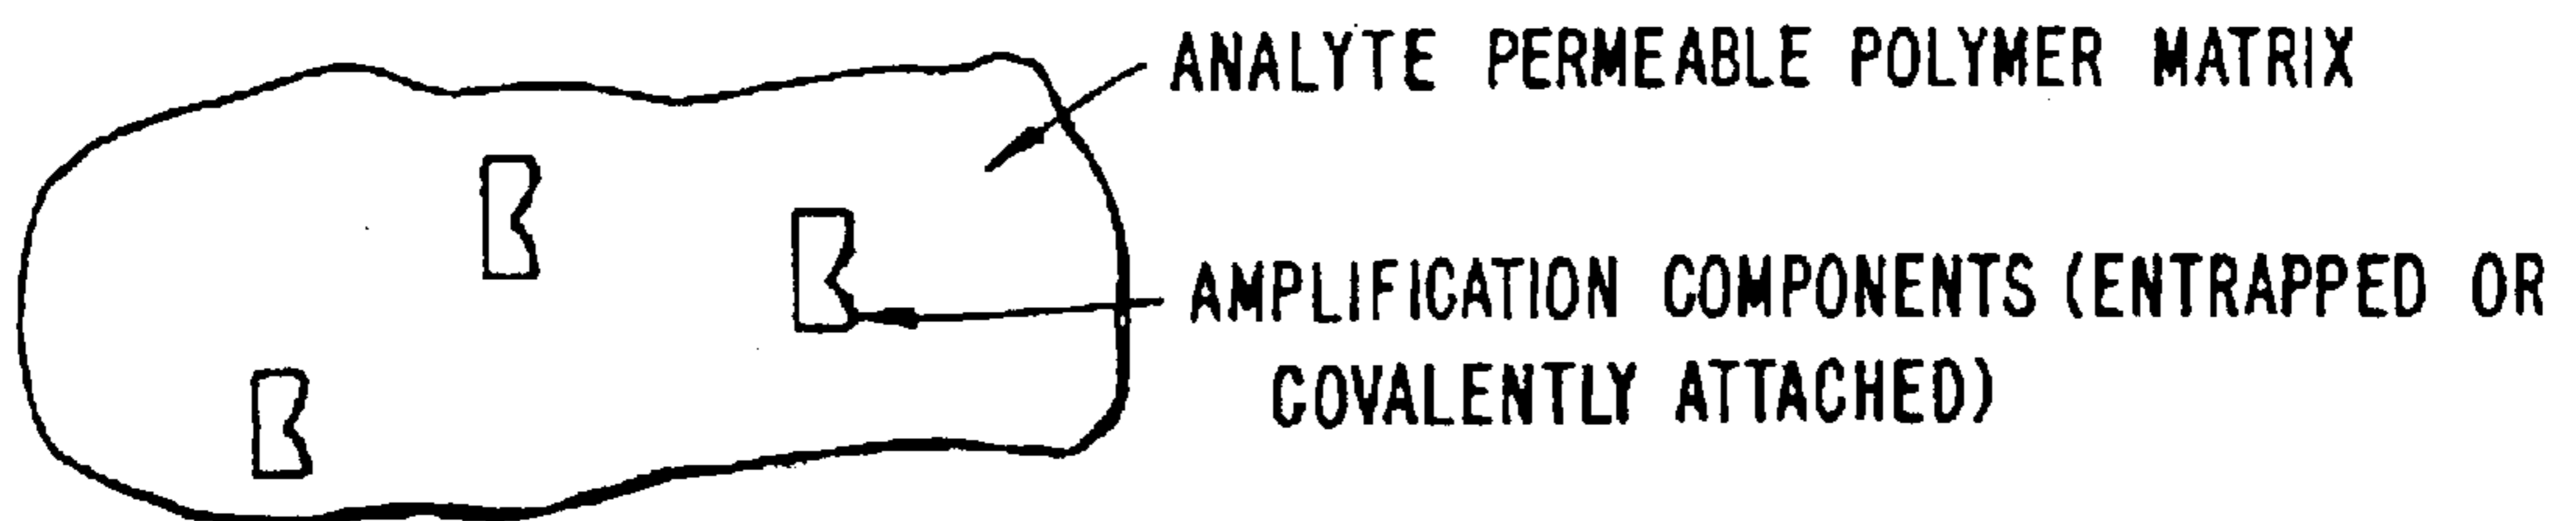 ANALYTE PERMEABLE POLYMER MATRIX
AMPLIFICATION COMPONENTS (ENTRAPPED OR
COVALENTLY ATTACHED)